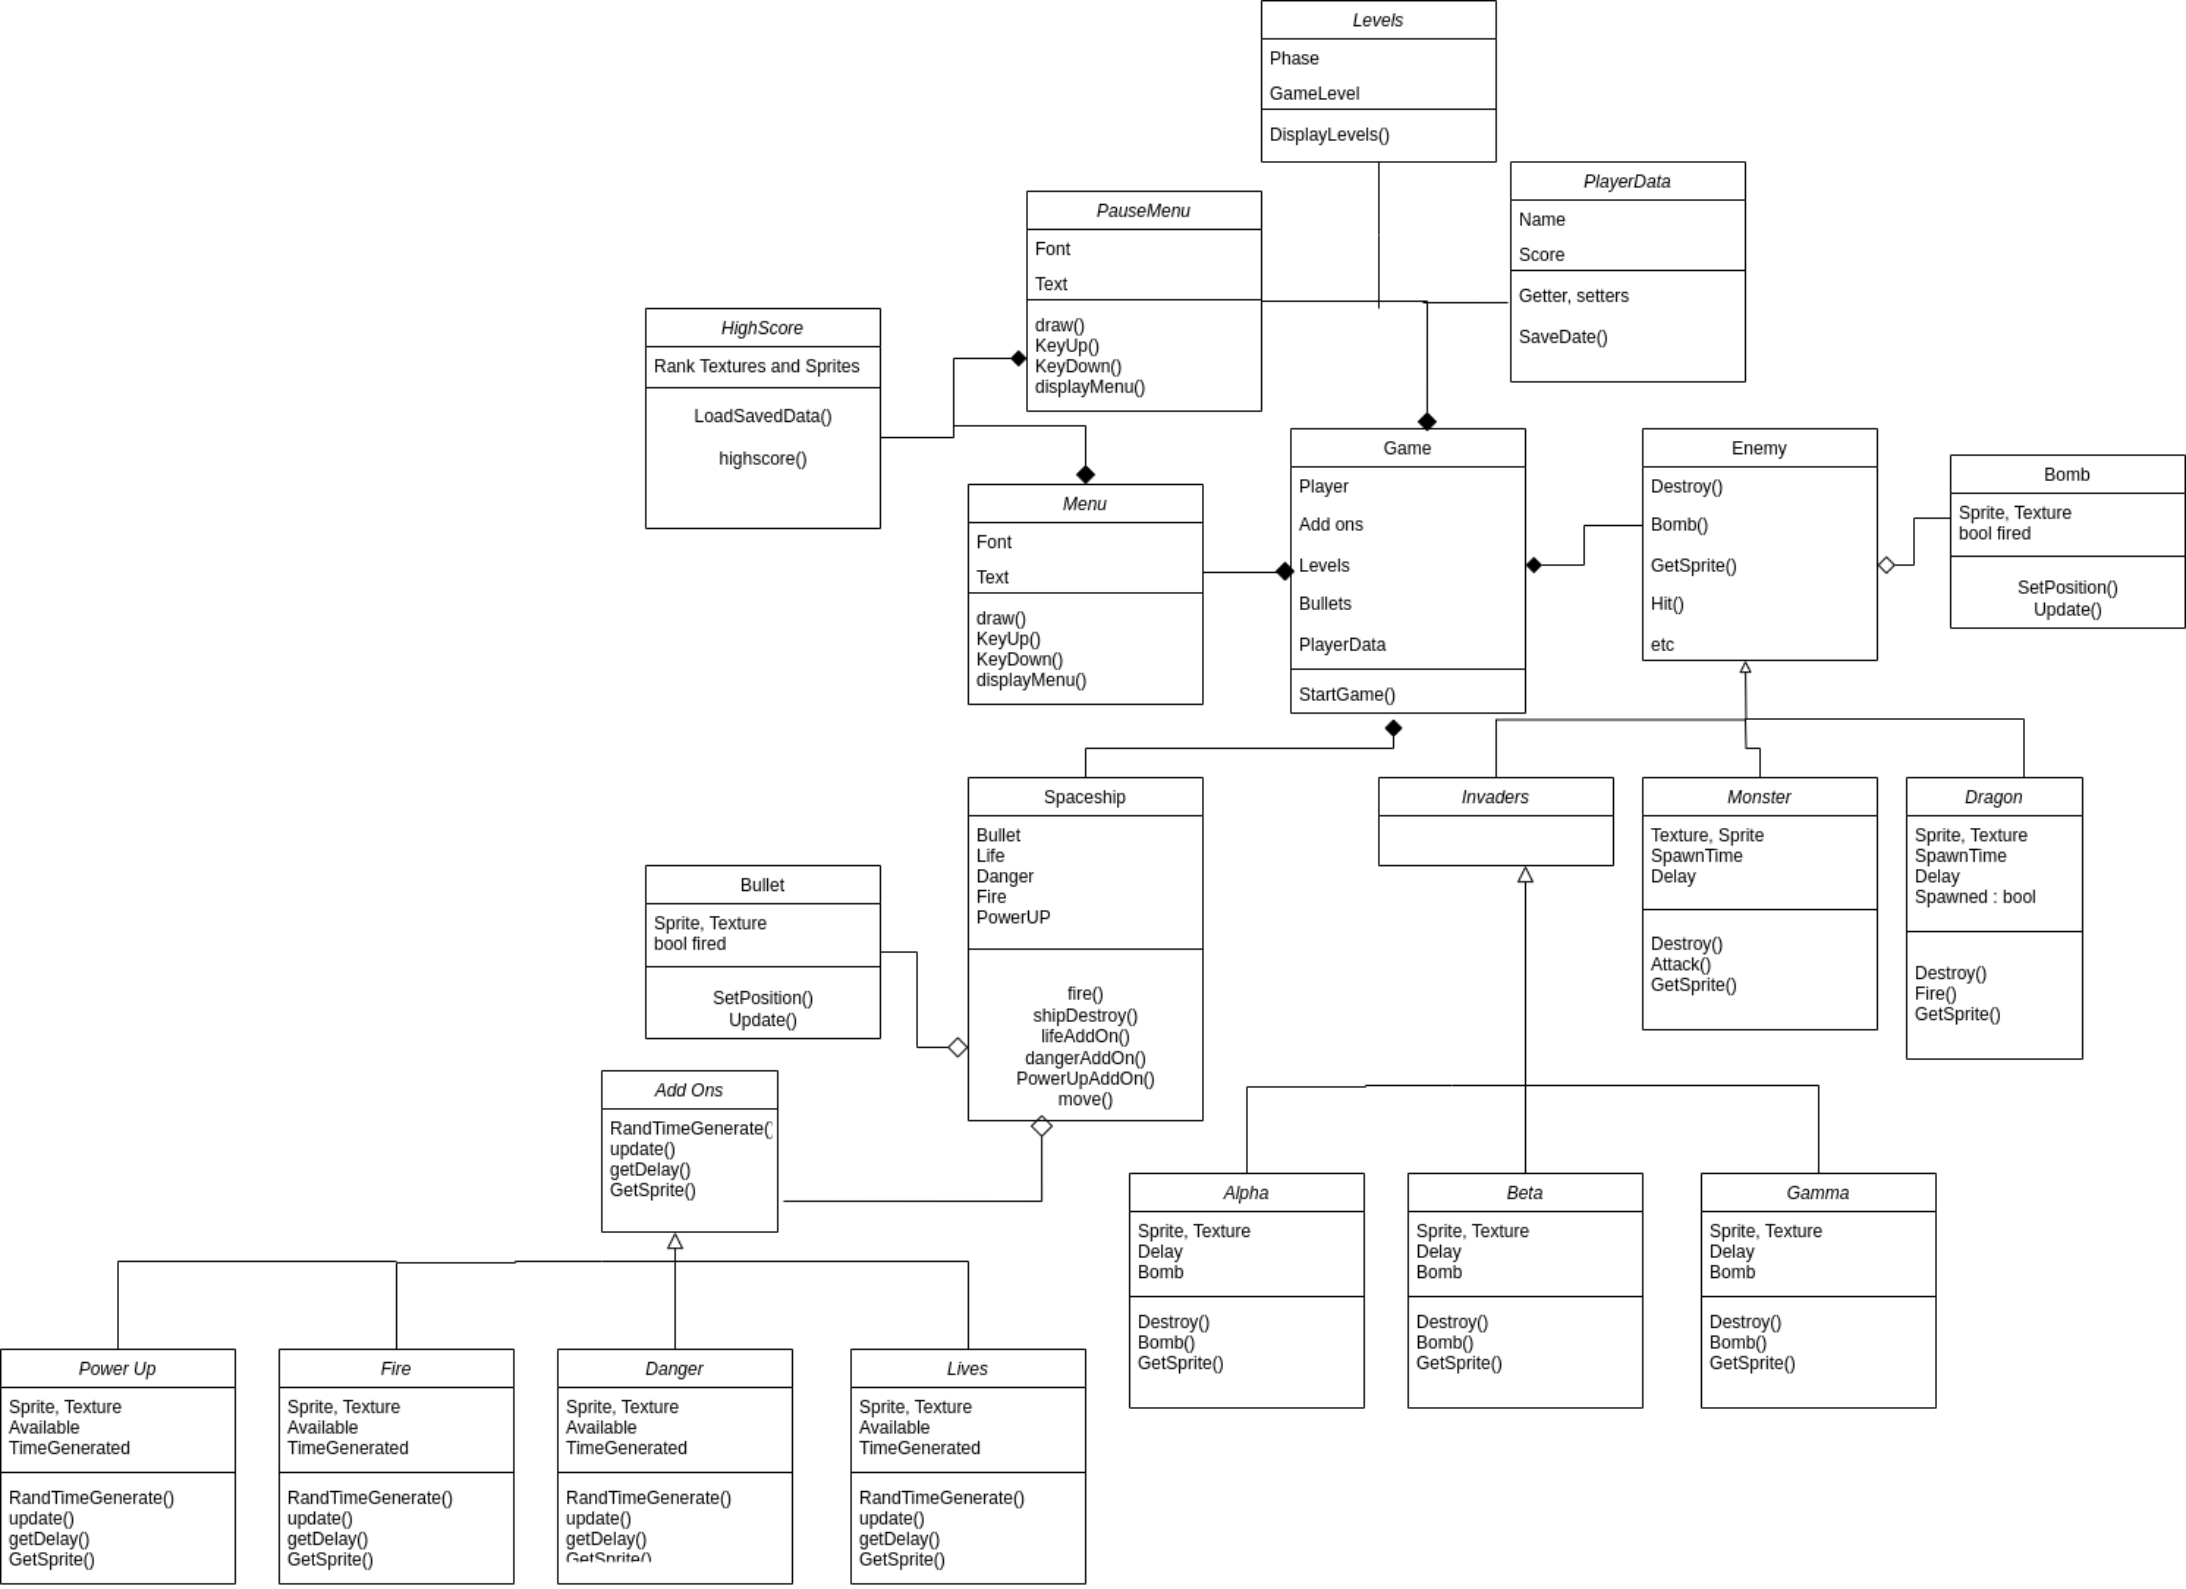 Levels
Phase
GameLevel
DisplayLevels()
PlayerData
Name
Score
Getter, setters
SaveDate()
PauseMenu
Font
Text
draw()
KeyUp()
KeyDown()
displayMenu()
HighScore
Rank Textures and Sprites
LoadSavedData()
highscore()
Menu
Font
Text
draw()
KeyUp()
KeyDown()
displayMenu()
Game
Player
Add ons
Levels
Bullets
PlayerData
StartGame()
Enemy
Destroy()
Bomb()
GetSprite()
Hit()
etc
Bomb
Sprite, Texture
bool fired
SetPosition()
Update()
Spaceship
Bullet
Life
Danger
Fire
PowerUP
fire()
shipDestroy()
lifeAddOn()
dangerAddOn()
PowerUpAddOn()
move()
Invaders
Monster
Texture, Sprite
SpawnTime
Delay
Destroy()
Attack()
GetSprite()
Dragon
Sprite, Texture
SpawnTime
Delay
Spawned : bool
Destroy()
Fire()
GetSprite()
Bullet
Sprite, Texture
bool fired
SetPosition()
Update()
Add Ons
RandTimeGenerate()
update()
getDelay()
GetSprite()
Alpha
Sprite, Texture
Delay
Bomb
Destroy()
Bomb()
GetSprite()
Beta
Sprite, Texture
Delay
Bomb
Destroy()
Bomb()
GetSprite()
Gamma
Sprite, Texture
Delay
Bomb
Destroy()
Bomb()
GetSprite()
Power Up
Sprite, Texture
Available
TimeGenerated
RandTimeGenerate()
update()
getDelay()
GetSprite()
Fire
Sprite, Texture
Available
TimeGenerated
RandTimeGenerate()
update()
getDelay()
GetSprite()
Danger
Sprite, Texture
Available
TimeGenerated
RandTimeGenerate()
update()
getDelay()
GetSprite()
Lives
Sprite, Texture
Available
TimeGenerated
RandTimeGenerate()
update()
getDelay()
GetSprite()